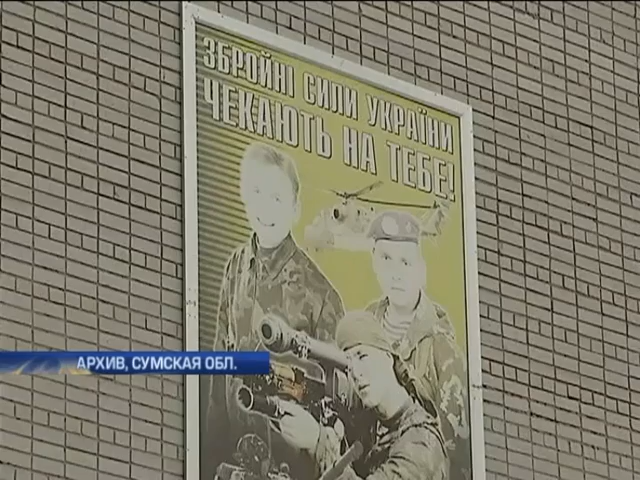 ЗБРОЙНІ СИЛИ УКРАЇНИ
ЧЕКАЮТЬ НА ТЕБЕ!
АРХИВ, СУМСКАЯ ОБЛ.